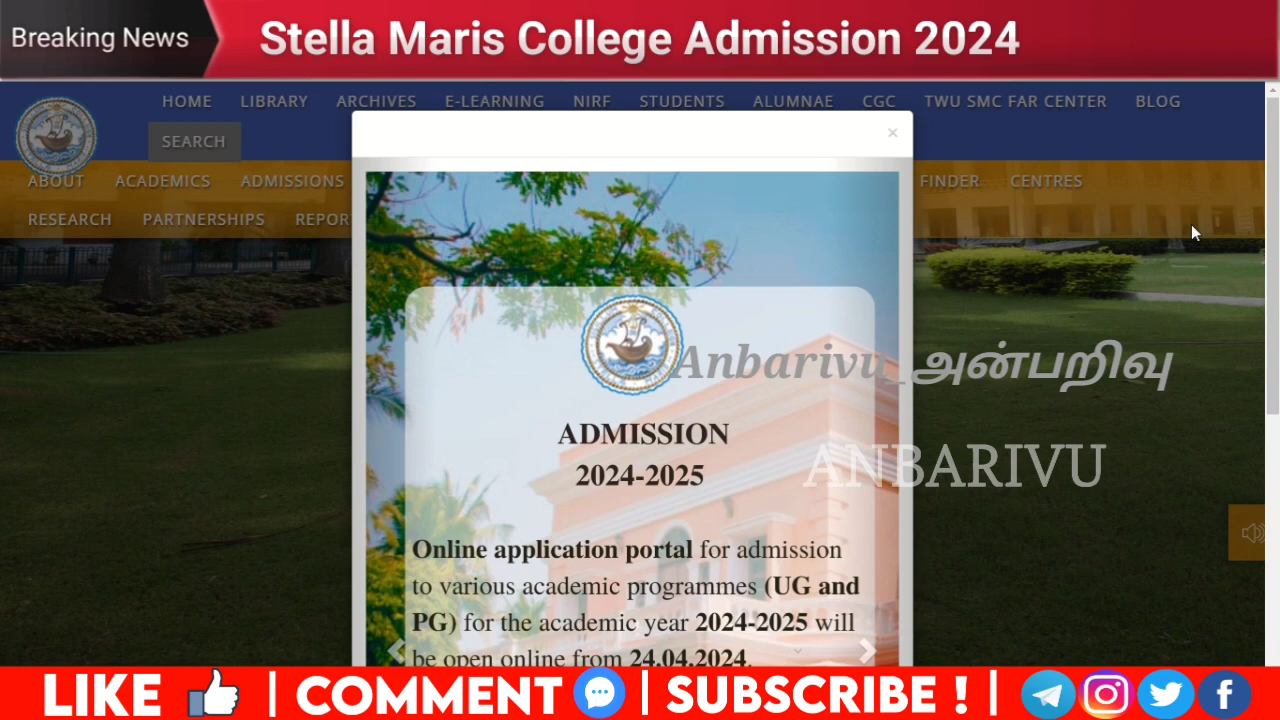 Breaking News
Stella Maris College Admission 2024
HOME LIBRARY ARCHIVES E-LEARNING NIRF STUDENTS ALUMNAE CGC TWU SMC FAR CENTER BLOG
SEARCH
×
ABOUT ACADEMICS ADMISSIONS FINDER CENTRES
RESEARCH PARTNERSHIPS REPORT
Anbarivu_அன்பறிவு
ADMISSION
2024-2025
ANBARIVU
Online application portal for admission
to various academic programmes (UG and
PG) for the academic year 2024-2025 will
be open online from 24.04.2024.
LIKE | COMMENT | SUBSCRIBE ! |